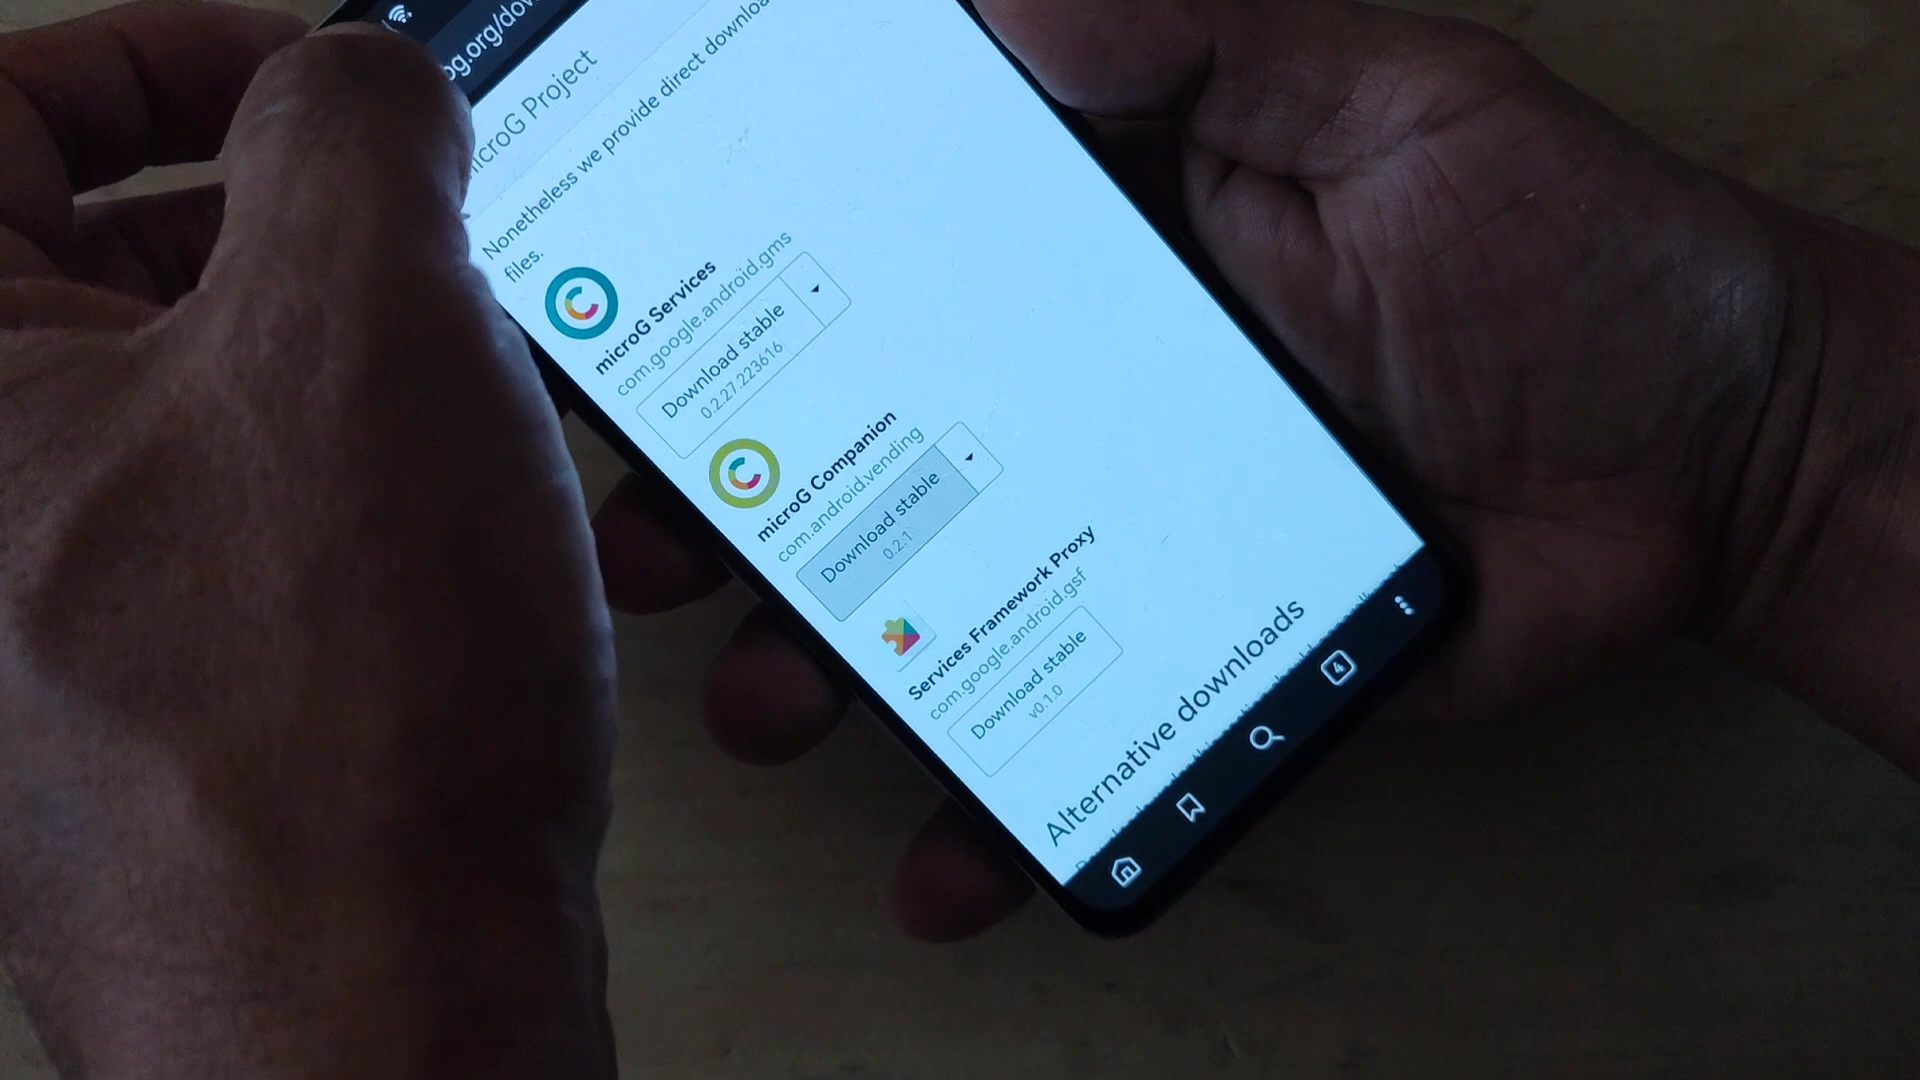 og.org/dow
microG Project
Nonetheless we provide direct downloa
files.
microG Services
com.google.android.gms
Download stable
0.2.27.223616
microG Companion
com.android.vending
Download stable
0.2.1
Services Framework Proxy
com.google.android.gsf
Download stable
v0.1.0
Alternative downloads
4